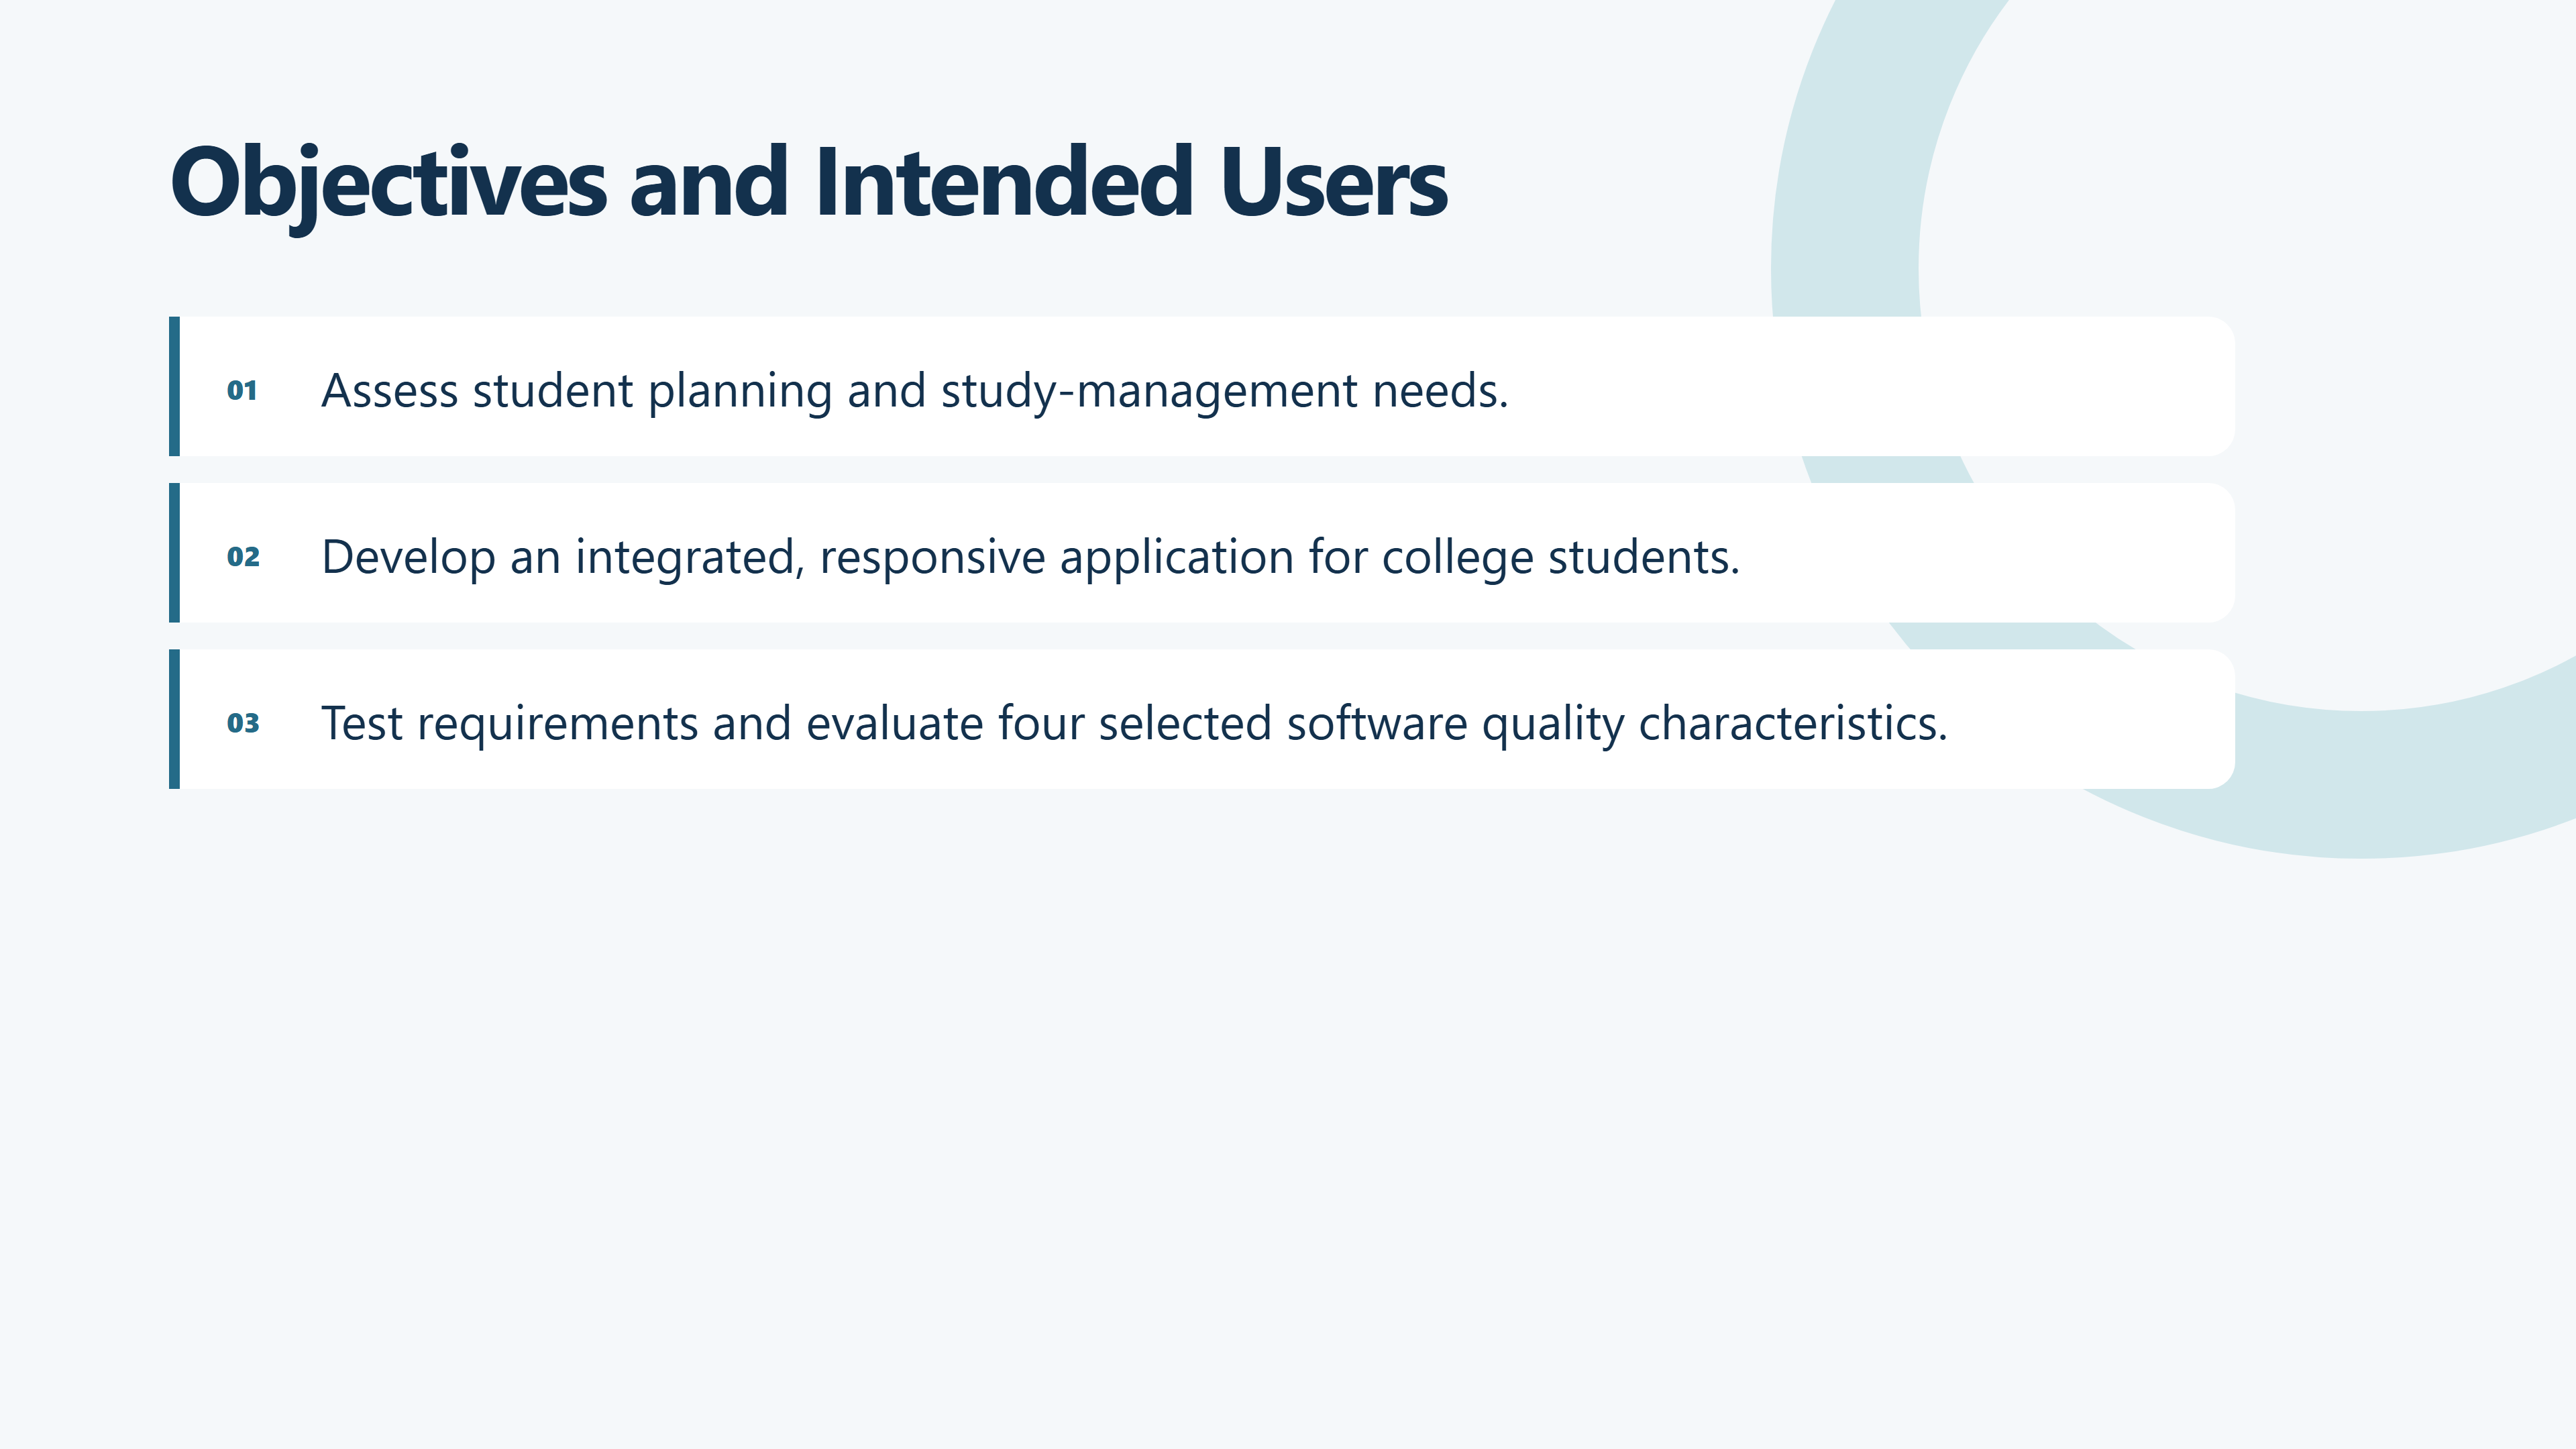 Objectives and Intended Users
01 Assess student planning and study-management needs.
02 Develop an integrated, responsive application for college students.
03 Test requirements and evaluate four selected software quality characteristics.